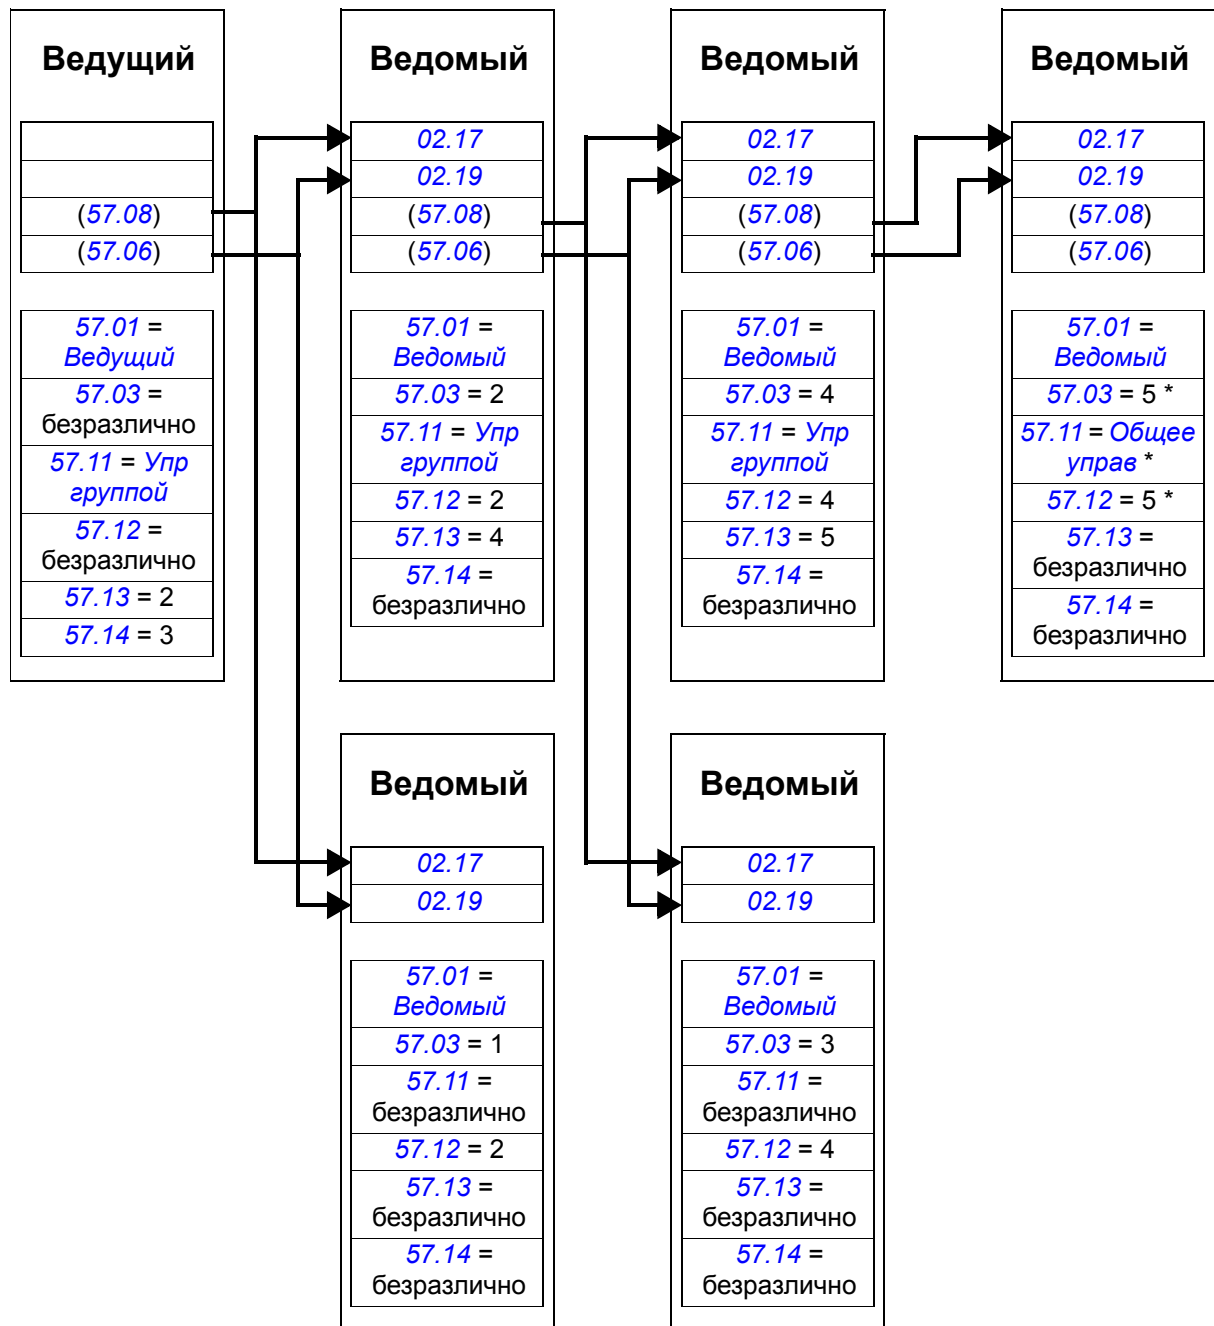 Ведущий
(57.08)
(57.06)
57.01 =
Ведущий
57.03 =
безразлично
57.11 = Упр
группой
57.12 =
безразлично
57.13 = 2
57.14 = 3
Ведомый
02.17
02.19
(57.08)
(57.06)
57.01 =
Ведомый
57.03 = 2
57.11 = Упр
группой
57.12 = 2
57.13 = 4
57.14 =
безразлично
Ведомый
02.17
02.19
(57.08)
(57.06)
57.01 =
Ведомый
57.03 = 4
57.11 = Упр
группой
57.12 = 4
57.13 = 5
57.14 =
безразлично
Ведомый
02.17
02.19
(57.08)
(57.06)
57.01 =
Ведомый
57.03 = 5 *
57.11 = Общее
управ *
57.12 = 5 *
57.13 =
безразлично
57.14 =
безразлично
Ведомый
02.17
02.19
57.01 =
Ведомый
57.03 = 1
57.11 =
безразлично
57.12 = 2
57.13 =
безразлично
57.14 =
безразлично
Ведомый
02.17
02.19
57.01 =
Ведомый
57.03 = 3
57.11 =
безразлично
57.12 = 4
57.13 =
безразлично
57.14 =
безразлично